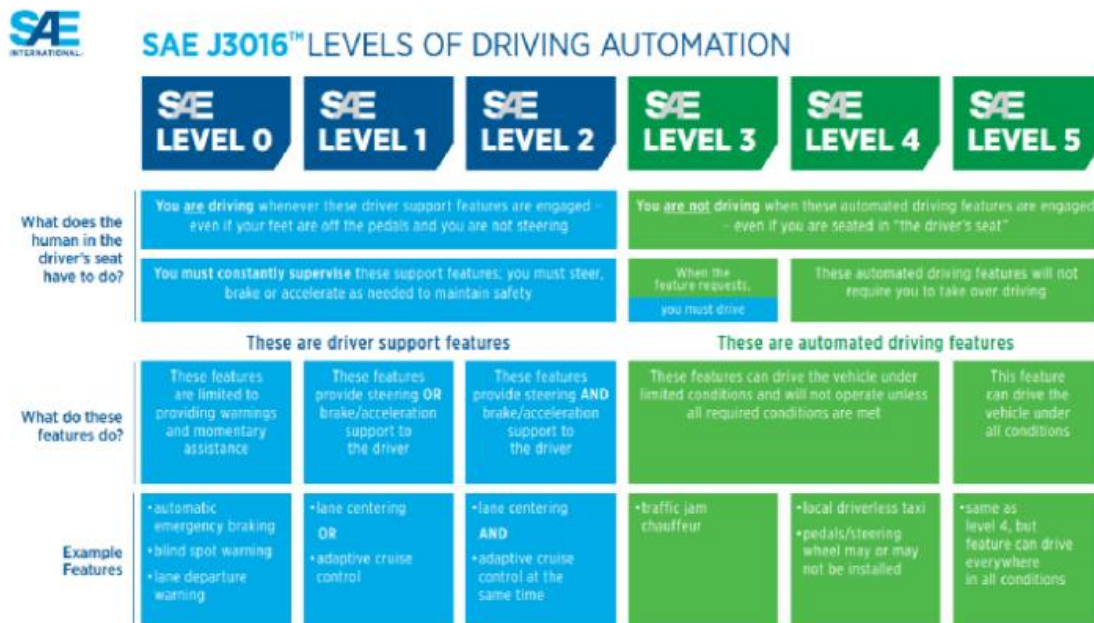 SAE
INTERNATIONAL
SAE J3016™ LEVELS OF DRIVING AUTOMATION
SAE
LEVEL 0
SAE
LEVEL 1
SAE
LEVEL 2
SAE
LEVEL 3
SAE
LEVEL 4
SAE
LEVEL 5
What does the
human in the
driver's seat
have to do?
You are driving whenever these driver support features are engaged –
even if your feet are off the pedals and you are not steering
You are not driving when these automated driving features are engaged
– even if you are seated in "the driver's seat"
You must constantly supervise these support features; you must steer,
brake or accelerate as needed to maintain safety
When the
feature requests,
you must drive
These automated driving features will not
require you to take over driving
These are driver support features
These are automated driving features
What do these
features do?
These features
are limited to
providing warnings
and momentary
assistance
These features
provide steering OR
brake/acceleration
support to
the driver
These features
provide steering AND
brake/acceleration
support to
the driver
These features can drive the vehicle under
limited conditions and will not operate unless
all required conditions are met
This feature
can drive the
vehicle under
all conditions
Example
Features
•automatic
emergency braking
•blind spot warning
•lane departure
warning
•lane centering
OR
•adaptive cruise
control
•lane centering
AND
•adaptive cruise
control at the
same time
•traffic jam
chauffeur
•local driverless taxi
•pedals/steering
wheel may or may
not be installed
•same as
level 4, but
feature can drive
everywhere
in all conditions